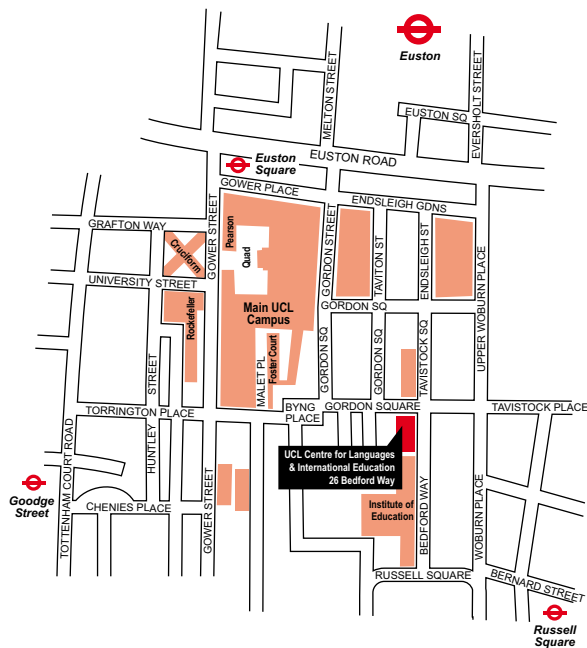 Euston
MELTON STREET
EVERSHOLT STREET
EUSTON SQ
EUSTON ROAD
Euston
Square
GOWER PLACE
ENDSLEIGH GDNS
GRAFTON WAY
Cruciform
GOWER STREET
Pearson
Quad
GORDON STREET
TAVITON ST
ENDSLEIGH ST
UPPER WOBURN PLACE
UNIVERSITY STREET
Rockefeller
Main UCL
Campus
GORDON SQ
Foster Court
MALET PL
GORDON SQ
GORDON SQ
TAVISTOCK SQ
HUNTLEY STREET
TORRINGTON PLACE
BYNG
PLACE
GORDON SQUARE
TAVISTOCK PLACE
UCL Centre for Languages
& International Education
26 Bedford Way
TOTTENHAM COURT ROAD
Goodge
Street
CHENIES PLACE
GOWER STREET
Institute of
Education
BEDFORD WAY
WOBURN PLACE
RUSSELL SQUARE
BERNARD STREET
Russell
Square